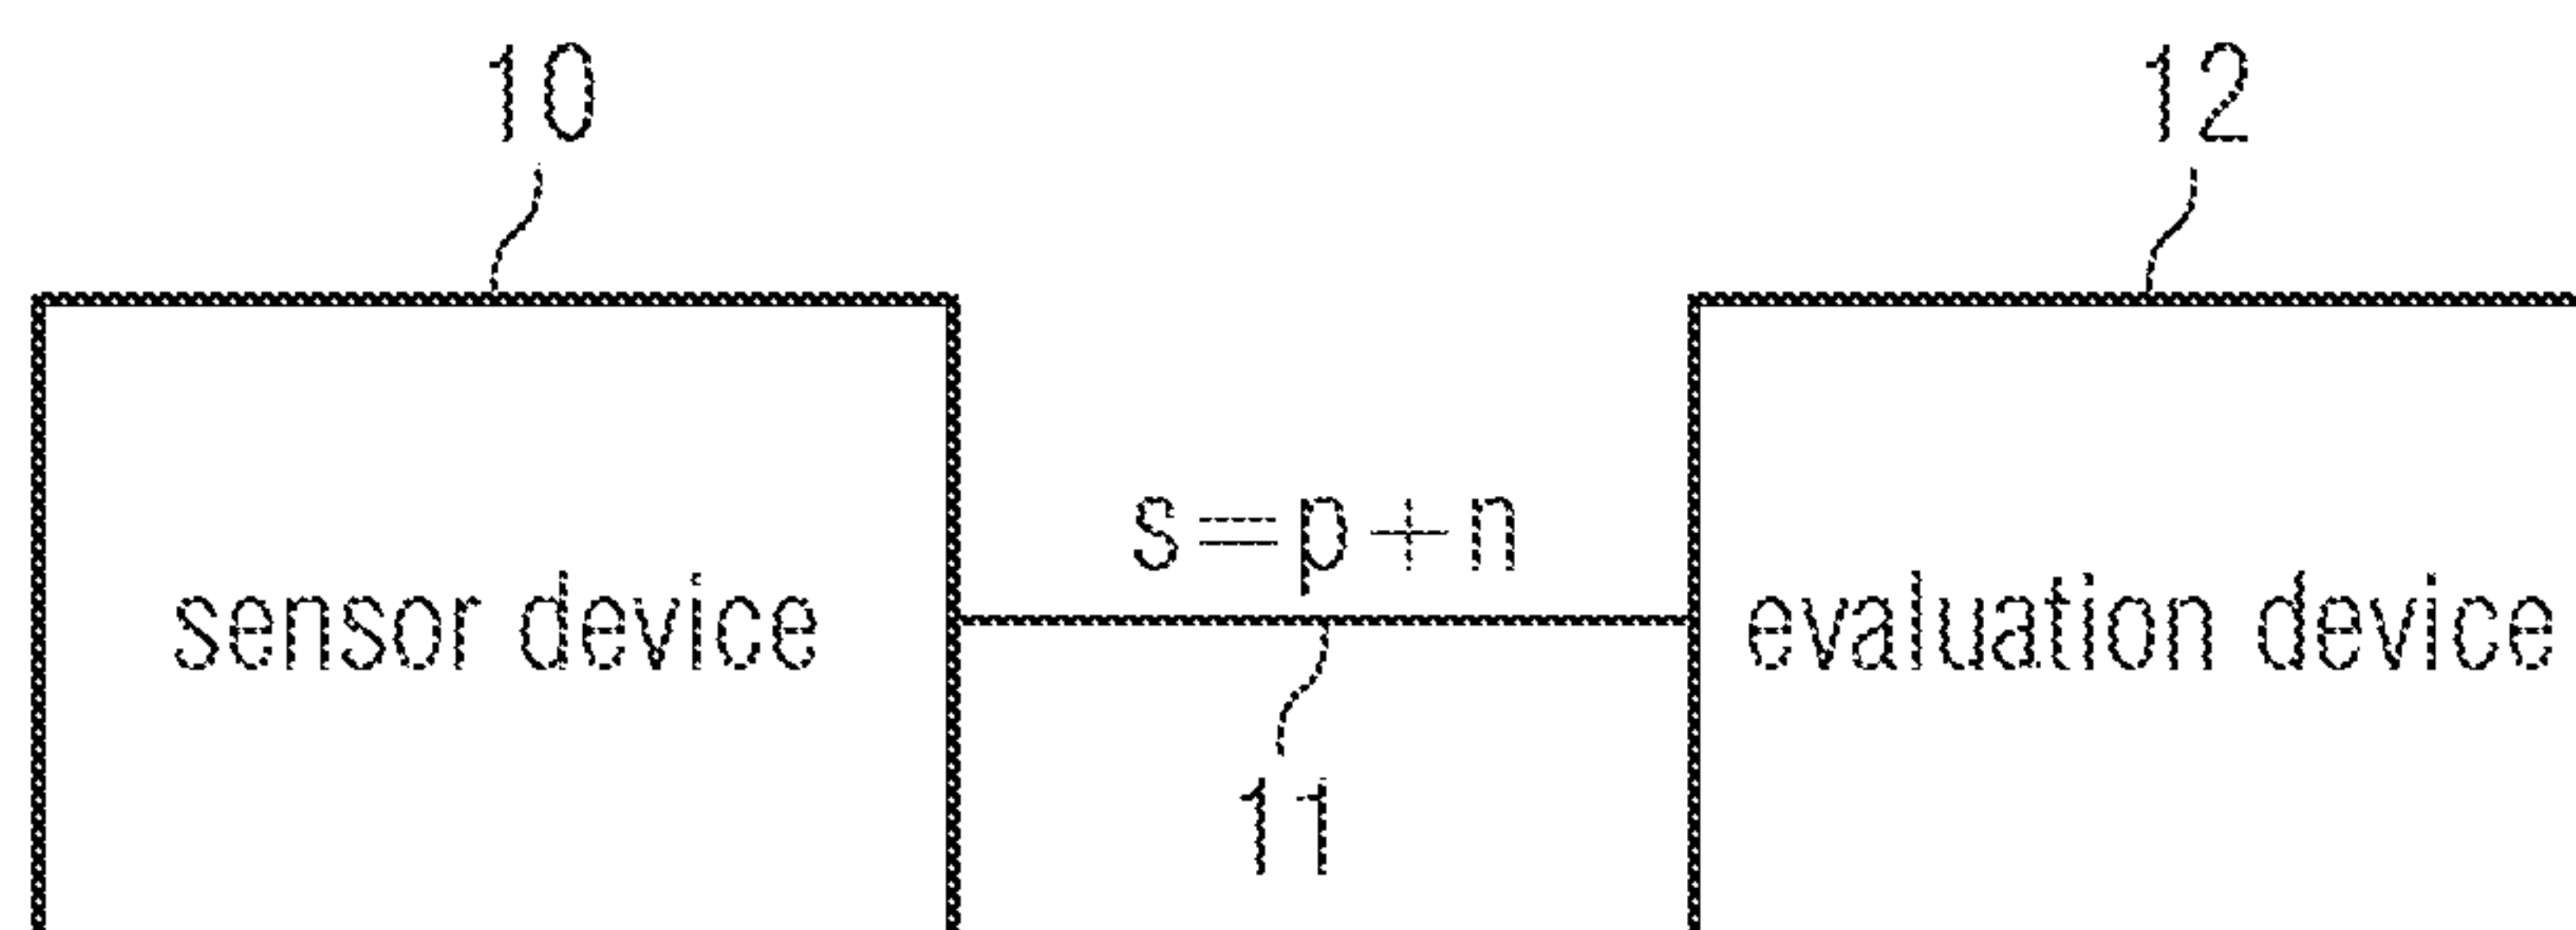 10
12
s=p+n
sensor device
evaluation device
11